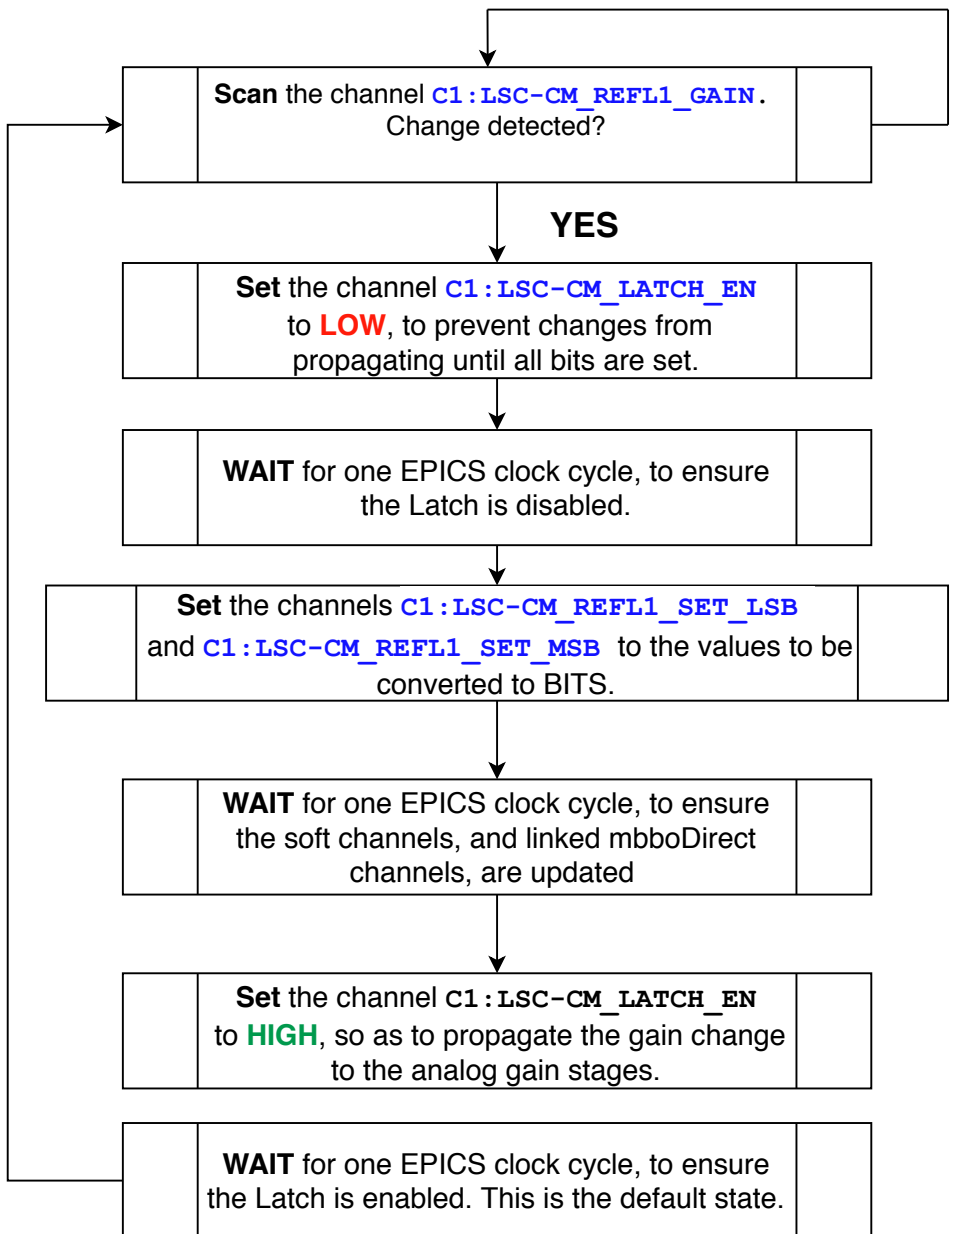 Scan the channel C1:LSC-CM_REFL1_GAIN.
Change detected?
YES
Set the channel C1:LSC-CM_LATCH_EN
to LOW, to prevent changes from
propagating until all bits are set.
WAIT for one EPICS clock cycle, to ensure
the Latch is disabled.
Set the channels C1:LSC-CM_REFL1_SET_LSB
and C1:LSC-CM_REFL1_SET_MSB to the values to be
converted to BITS.
WAIT for one EPICS clock cycle, to ensure
the soft channels, and linked mbboDirect
channels, are updated
Set the channel C1:LSC-CM_LATCH_EN
to HIGH, so as to propagate the gain change
to the analog gain stages.
WAIT for one EPICS clock cycle, to ensure
the Latch is enabled. This is the default state.